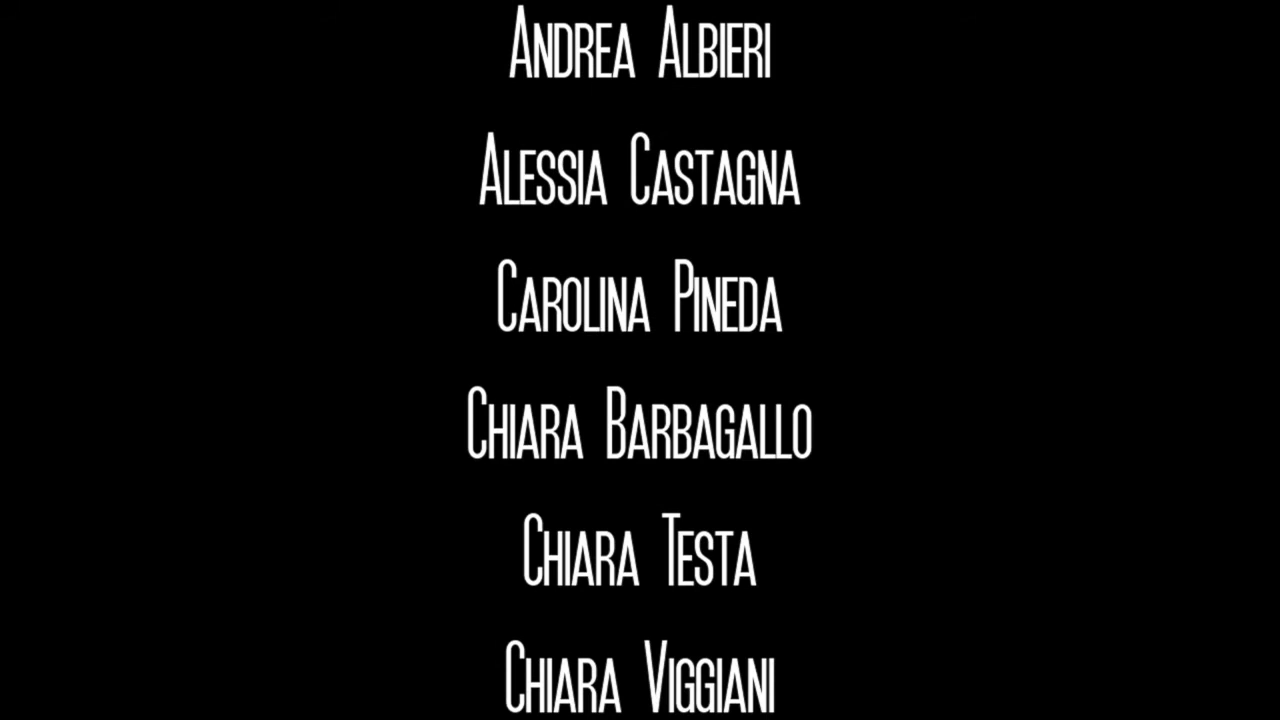 Andrea Albieri
Alessia Castagna
Carolina Pineda
Chiara Barbagallo
Chiara Testa
Chiara Viggiani